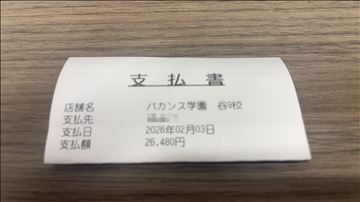 支払書
店舗名 バカンス学園 谷9校
支払先
支払日 2026年02月03日
支払額 26,480円